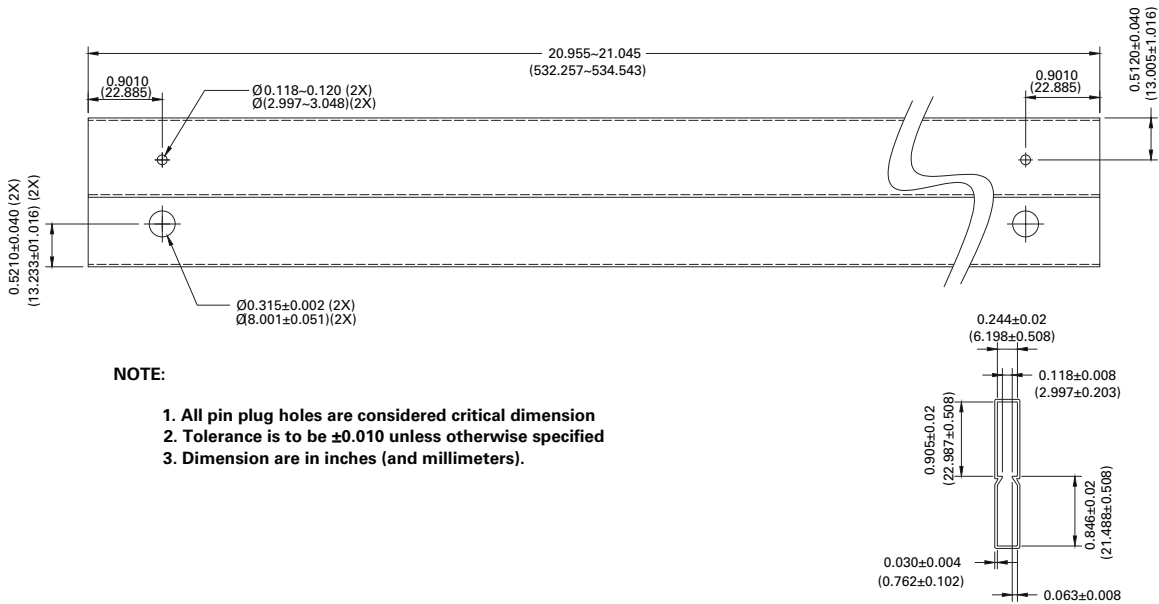 20.955~21.045
(532.257~534.543)
0.9010
(22.885)
Ø0.118~0.120 (2X)
Ø(2.997~3.048)(2X)
0.9010
(22.885)
0.5120±0.040
(13.005±1.016)
0.5210±0.040 (2X)
(13.233±01.016) (2X)
Ø0.315±0.002 (2X)
Ø(8.001±0.051)(2X)
NOTE:
1. All pin plug holes are considered critical dimension
2. Tolerance is to be ±0.010 unless otherwise specified
3. Dimension are in inches (and millimeters).
0.244±0.02
(6.198±0.508)
0.118±0.008
(2.997±0.203)
0.905±0.02
(22.987±0.508)
0.846±0.02
(21.488±0.508)
0.030±0.004
(0.762±0.102)
0.063±0.008